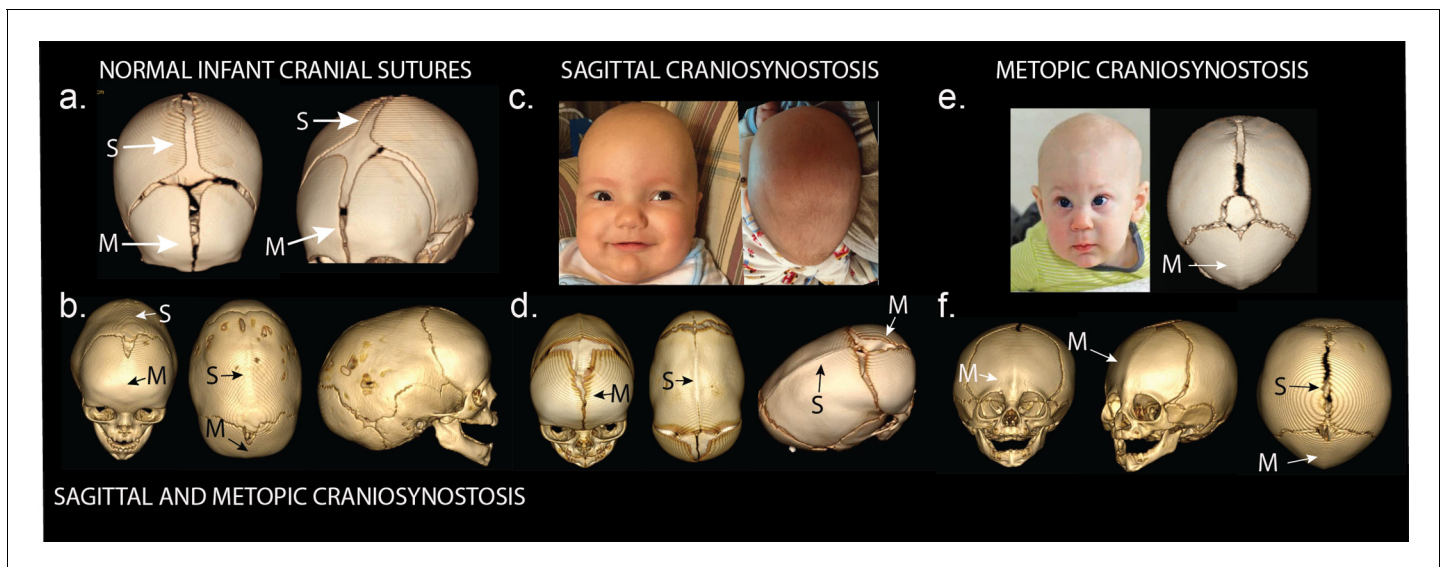 NORMAL INFANT CRANIAL SUTURES
SAGITTAL CRANIOSYNOSTOSIS
METOPIC CRANIOSYNOSTOSIS
a.
S
M
S
M
c.
e.
M
b.
S
M
S
M
d.
M
S
M
S
f.
M
M
S
M
SAGITTAL AND METOPIC CRANIOSYNOSTOSIS